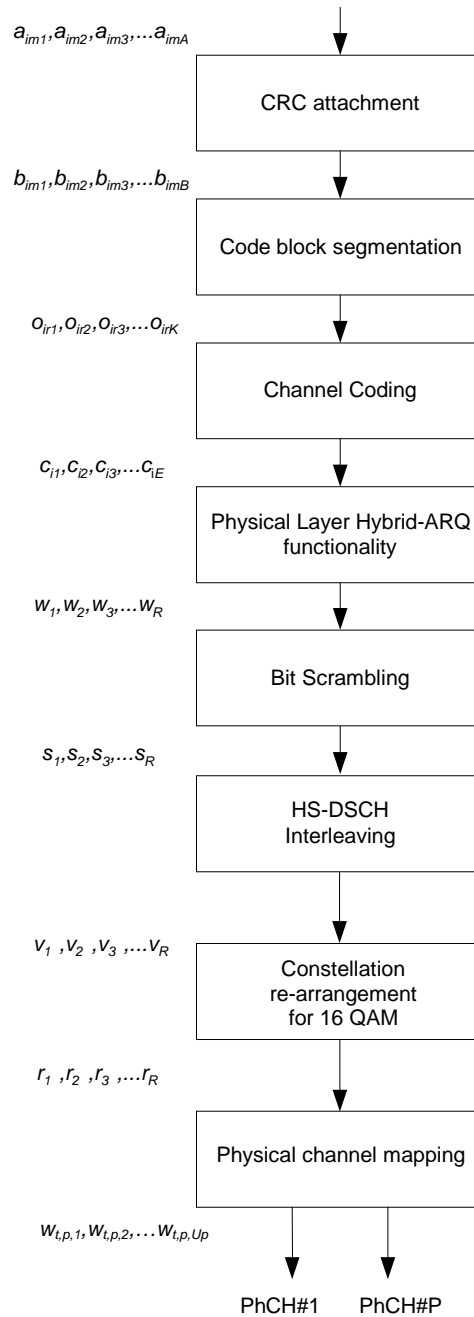 a_im1,a_im2,a_im3,...a_imA
CRC attachment
b_im1,b_im2,b_im3,...b_imB
Code block segmentation
o_ir1,o_ir2,o_ir3,...o_irK
Channel Coding
c_i1,c_i2,c_i3,...c_iE
Physical Layer Hybrid-ARQ
functionality
w_1,w_2,w_3,...w_R
Bit Scrambling
s_1,s_2,s_3,...s_R
HS-DSCH
Interleaving
v_1 ,v_2 ,v_3 ,...v_R
Constellation
re-arrangement
for 16 QAM
r_1 ,r_2 ,r_3 ,...r_R
Physical channel mapping
w_t,p,1,w_t,p,2,...w_t,p,Up
PhCH#1 PhCH#P